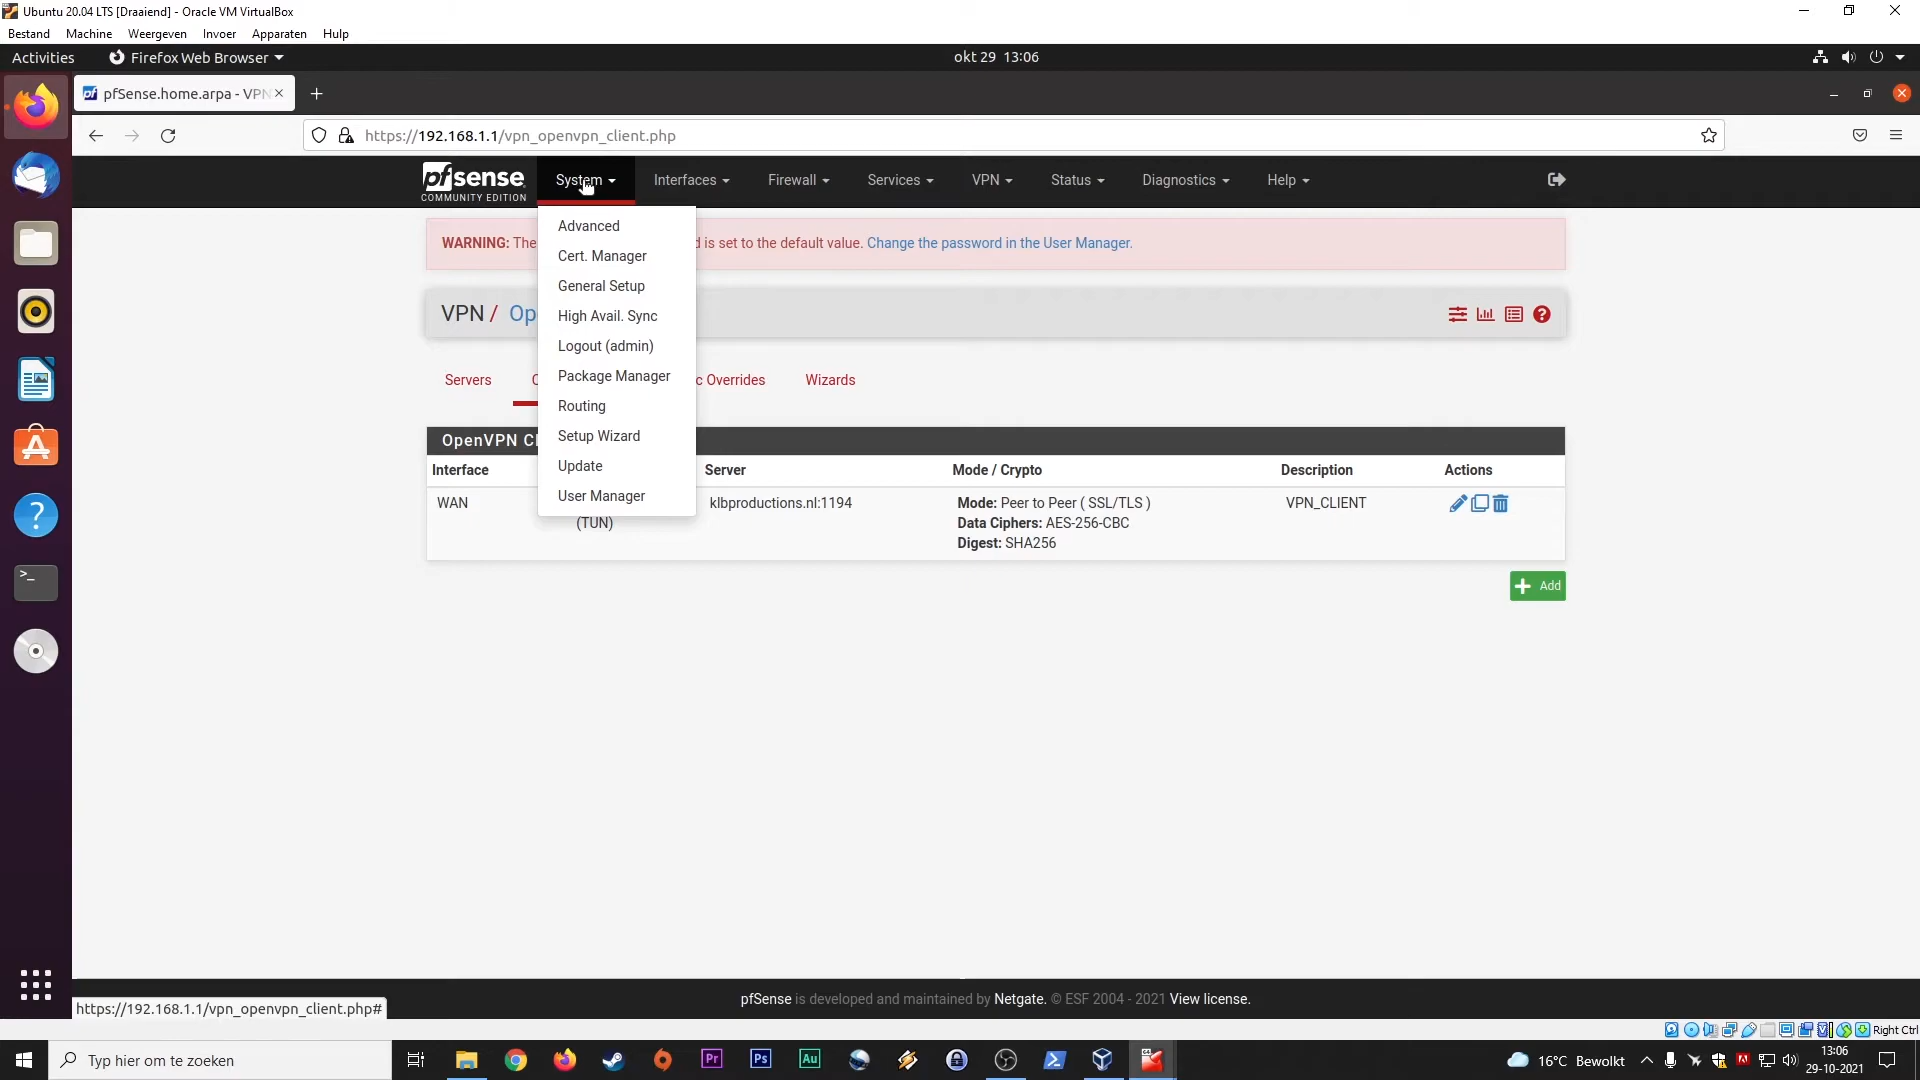 Ubuntu 20.04 LTS [Draaiend] - Oracle VM VirtualBox
Bestand Machine Weergeven Invoer Apparaten Hulp
Activities Firefox Web Browser okt 29 13:06
pfSense.home.arpa - VPN
https://192.168.1.1/vpn_openvpn_client.php
pfsense
COMMUNITY EDITION
System Interfaces Firewall Services VPN Status Diagnostics Help
Advanced
Cert. Manager
General Setup
High Avail. Sync
Logout (admin)
Package Manager
Routing
Setup Wizard
Update
User Manager
WARNING: The d is set to the default value. Change the password in the User Manager.
VPN / Op
Servers C c Overrides Wizards
OpenVPN Cl
Interface Server Mode / Crypto Description Actions
WAN klbproductions.nl:1194 Mode: Peer to Peer ( SSL/TLS ) VPN_CLIENT
(TUN) Data Ciphers: AES-256-CBC
Digest: SHA256
Add
pfSense is developed and maintained by Netgate. © ESF 2004 - 2021 View license.
https://192.168.1.1/vpn_openvpn_client.php#
Right Ctrl
Typ hier om te zoeken
Pr Ps Au
16°C Bewolkt
13:06
29-10-2021